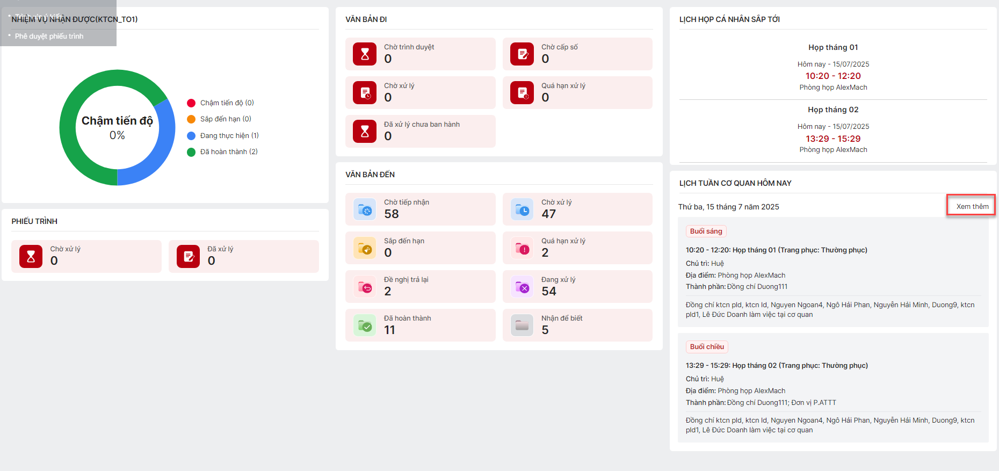 NHIỆM VỤ NHẬN ĐƯỢC(KTCN_TO1)
Phê duyệt phiếu trình
Chậm tiến độ
0%
Chậm tiến độ (0)
Sắp đến hạn (0)
Đang thực hiện (1)
Đã hoàn thành (2)
PHIẾU TRÌNH
Chờ xử lý
0
Đã xử lý
0
VĂN BẢN ĐI
Chờ trình duyệt
0
Chờ cấp số
0
Chờ xử lý
0
Quá hạn xử lý
0
Đã xử lý chưa ban hành
0
VĂN BẢN ĐẾN
Chờ tiếp nhận
58
Chờ xử lý
47
Sắp đến hạn
0
Quá hạn xử lý
2
Đề nghị trả lại
2
Đang xử lý
54
Đã hoàn thành
11
Nhận để biết
5
LỊCH HỌP CÁ NHÂN SẮP TỚI
Họp tháng 01
Hôm nay - 15/07/2025
10:20 - 12:20
Phòng họp AlexMach
Họp tháng 02
Hôm nay - 15/07/2025
13:29 - 15:29
Phòng họp AlexMach
LỊCH TUẦN CƠ QUAN HÔM NAY
Thứ ba, 15 tháng 7 năm 2025
Xem thêm
Buổi sáng
10:20 - 12:20: Họp tháng 01 (Trang phục: Thường phục)
Chủ trì: Huệ
Địa điểm: Phòng họp AlexMach
Thành phần: Đồng chí Duong111
Đồng chí ktcn pld, ktcn ld, Nguyen Ngoan4, Ngô Hải Phan, Nguyễn Hải Minh, Duong9, ktcn
pld1, Lê Đức Doanh làm việc tại cơ quan
Buổi chiều
13:29 - 15:29: Họp tháng 02 (Trang phục: Thường phục)
Chủ trì: Huệ
Địa điểm: Phòng họp AlexMach
Thành phần: Đồng chí Duong111; Đơn vị P.ATTT
Đồng chí ktcn pld, ktcn ld, Nguyen Ngoan4, Ngô Hải Phan, Nguyễn Hải Minh, Duong9, ktcn
pld1, Lê Đức Doanh làm việc tại cơ quan